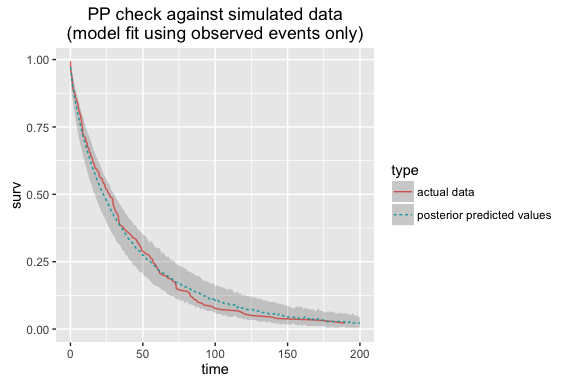 PP check against simulated data
(model fit using observed events only)
1.00
0.75
0.50
0.25
0.00
surv
0
50
100
150
200
time
type
actual data
posterior predicted values